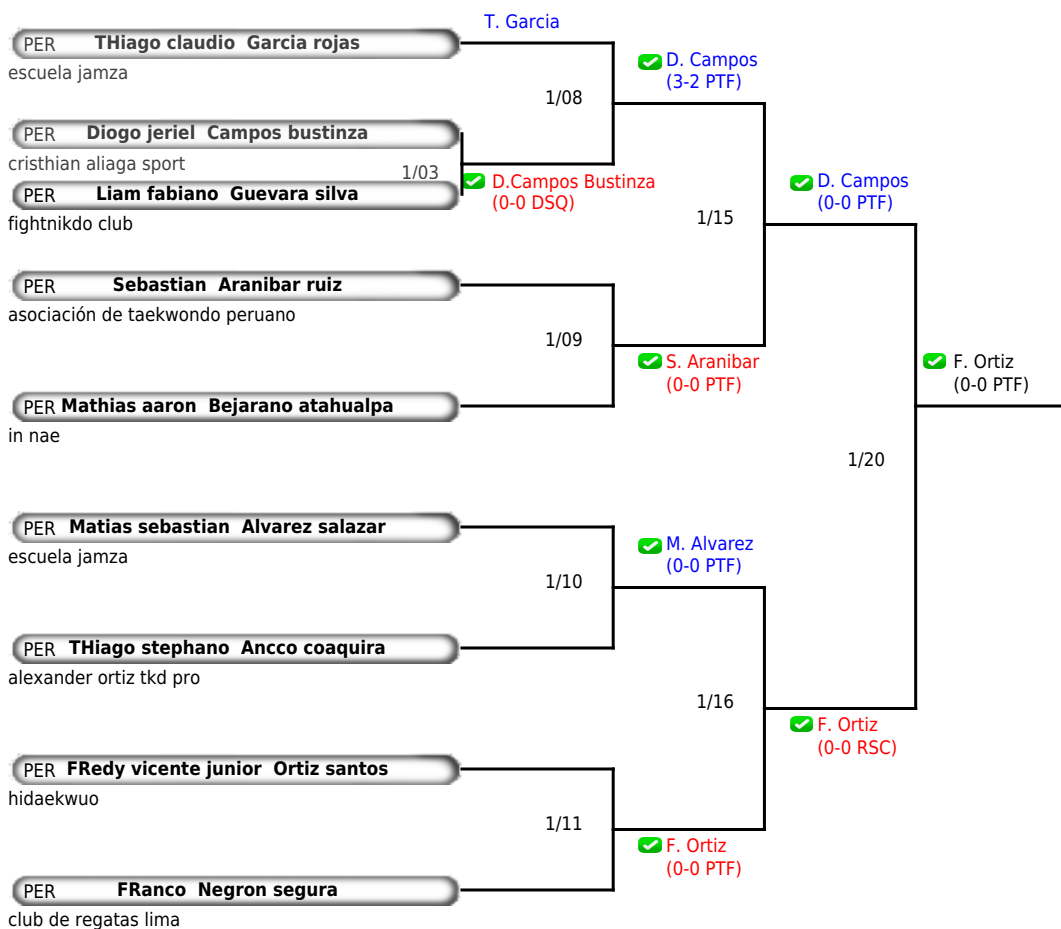 T. Garcia
PER THiago claudio Garcia rojas
escuela jamza
D. Campos
(3-2 PTF)
1/08
PER Diogo jeriel Campos bustinza
cristhian aliaga sport
1/03
D.Campos Bustinza
(0-0 DSQ)
PER Liam fabiano Guevara silva
fightnikdo club
D. Campos
(0-0 PTF)
1/15
PER Sebastian Aranibar ruiz
asociación de taekwondo peruano
1/09
S. Aranibar
(0-0 PTF)
F. Ortiz
(0-0 PTF)
PER Mathias aaron Bejarano atahualpa
in nae
1/20
PER Matias sebastian Alvarez salazar
escuela jamza
M. Alvarez
(0-0 PTF)
1/10
PER THiago stephano Ancco coaquira
alexander ortiz tkd pro
1/16
F. Ortiz
(0-0 RSC)
PER FRedy vicente junior Ortiz santos
hidaekwuo
1/11
F. Ortiz
(0-0 PTF)
PER FRanco Negron segura
club de regatas lima